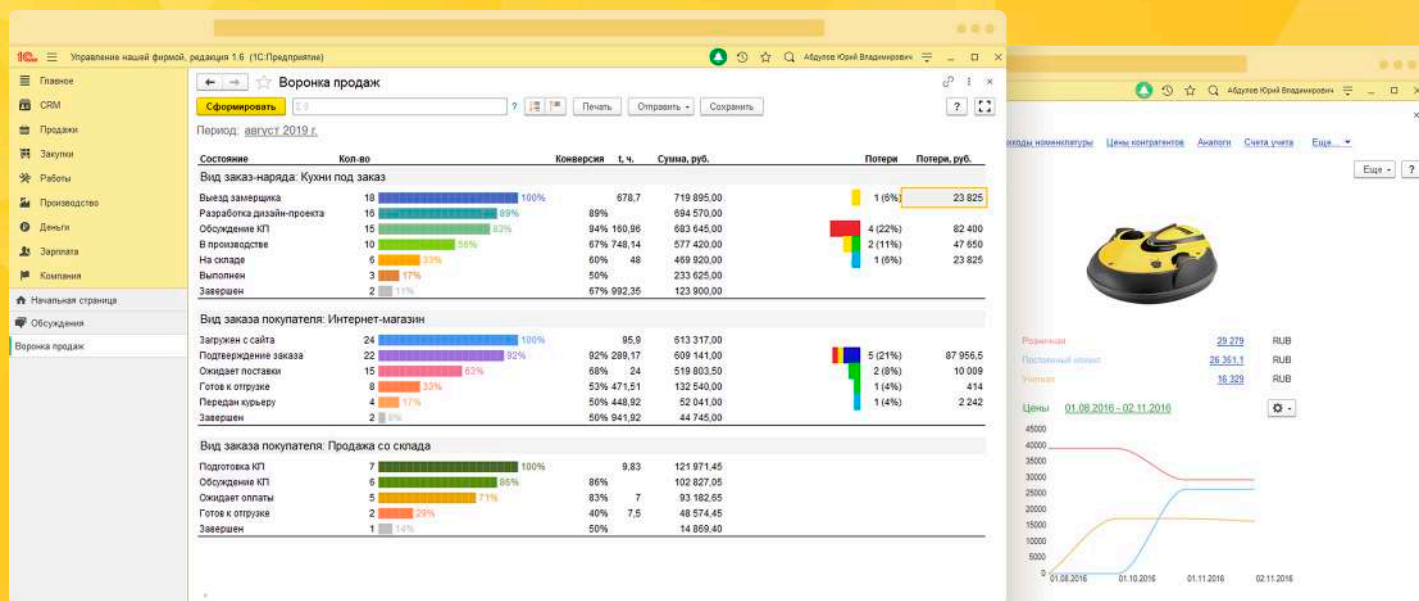 1С Управление нашей фирмой, редакция 1.6 (1С:Предприятие) Абдулов Юрий Владимирович
Главное
CRM
Продажи
Закупки
Работы
Производство
Деньги
Зарплата
Компания
Начальная страница
Обсуждения
Воронка продаж
Воронка продаж
Сформировать ? Печать Отправить Сохранить ?
Период: август 2019 г.
Состояние Кол-во Конверсия t, ч. Сумма, руб. Потери Потери, руб.
Вид заказ-наряда: Кухни под заказ
Выезд замерщика 18 100% 678,7 719 895,00 1 (6%) 23 825
Разработка дизайн-проекта 16 89% 89% 694 570,00
Обсуждение КП 15 83% 94% 160,96 683 645,00 4 (22%) 82 400
В производстве 10 56% 67% 748,14 577 420,00 2 (11%) 47 650
На складе 6 33% 60% 48 469 920,00 1 (6%) 23 825
Выполнен 3 17% 50% 233 625,00
Завершен 2 11% 67% 992,35 123 900,00
Вид заказа покупателя: Интернет-магазин
Загружен с сайта 24 100% 95,9 613 317,00
Подтверждение заказа 22 92% 92% 289,17 609 141,00 5 (21%) 87 956,5
Ожидает поставки 15 63% 68% 24 519 803,50 2 (8%) 10 009
Готов к отгрузке 8 33% 53% 471,51 132 540,00 1 (4%) 414
Передан курьеру 4 17% 50% 448,92 52 041,00 1 (4%) 2 242
Завершен 2 8% 50% 941,92 44 745,00
Вид заказа покупателя: Продажа со склада
Подготовка КП 7 100% 9,83 121 971,45
Обсуждение КП 6 86% 86% 102 827,05
Ожидает оплаты 5 71% 83% 7 93 182,65
Готов к отгрузке 2 29% 40% 7,5 48 574,45
Завершен 1 14% 50% 14 869,40
Абдулов Юрий Владимирович
номенклатуры Цены контрагентов Аналоги Счета учета Еще...
Еще ?
Розничная 29 279 RUB
Постоянный клиент 26 351,1 RUB
Учетная 16 329 RUB
Цены 01.08.2016 - 02.11.2016
45000
40000
35000
30000
25000
20000
15000
10000
5000
0
01.08.2016 01.10.2016 01.11.2016 02.11.2016